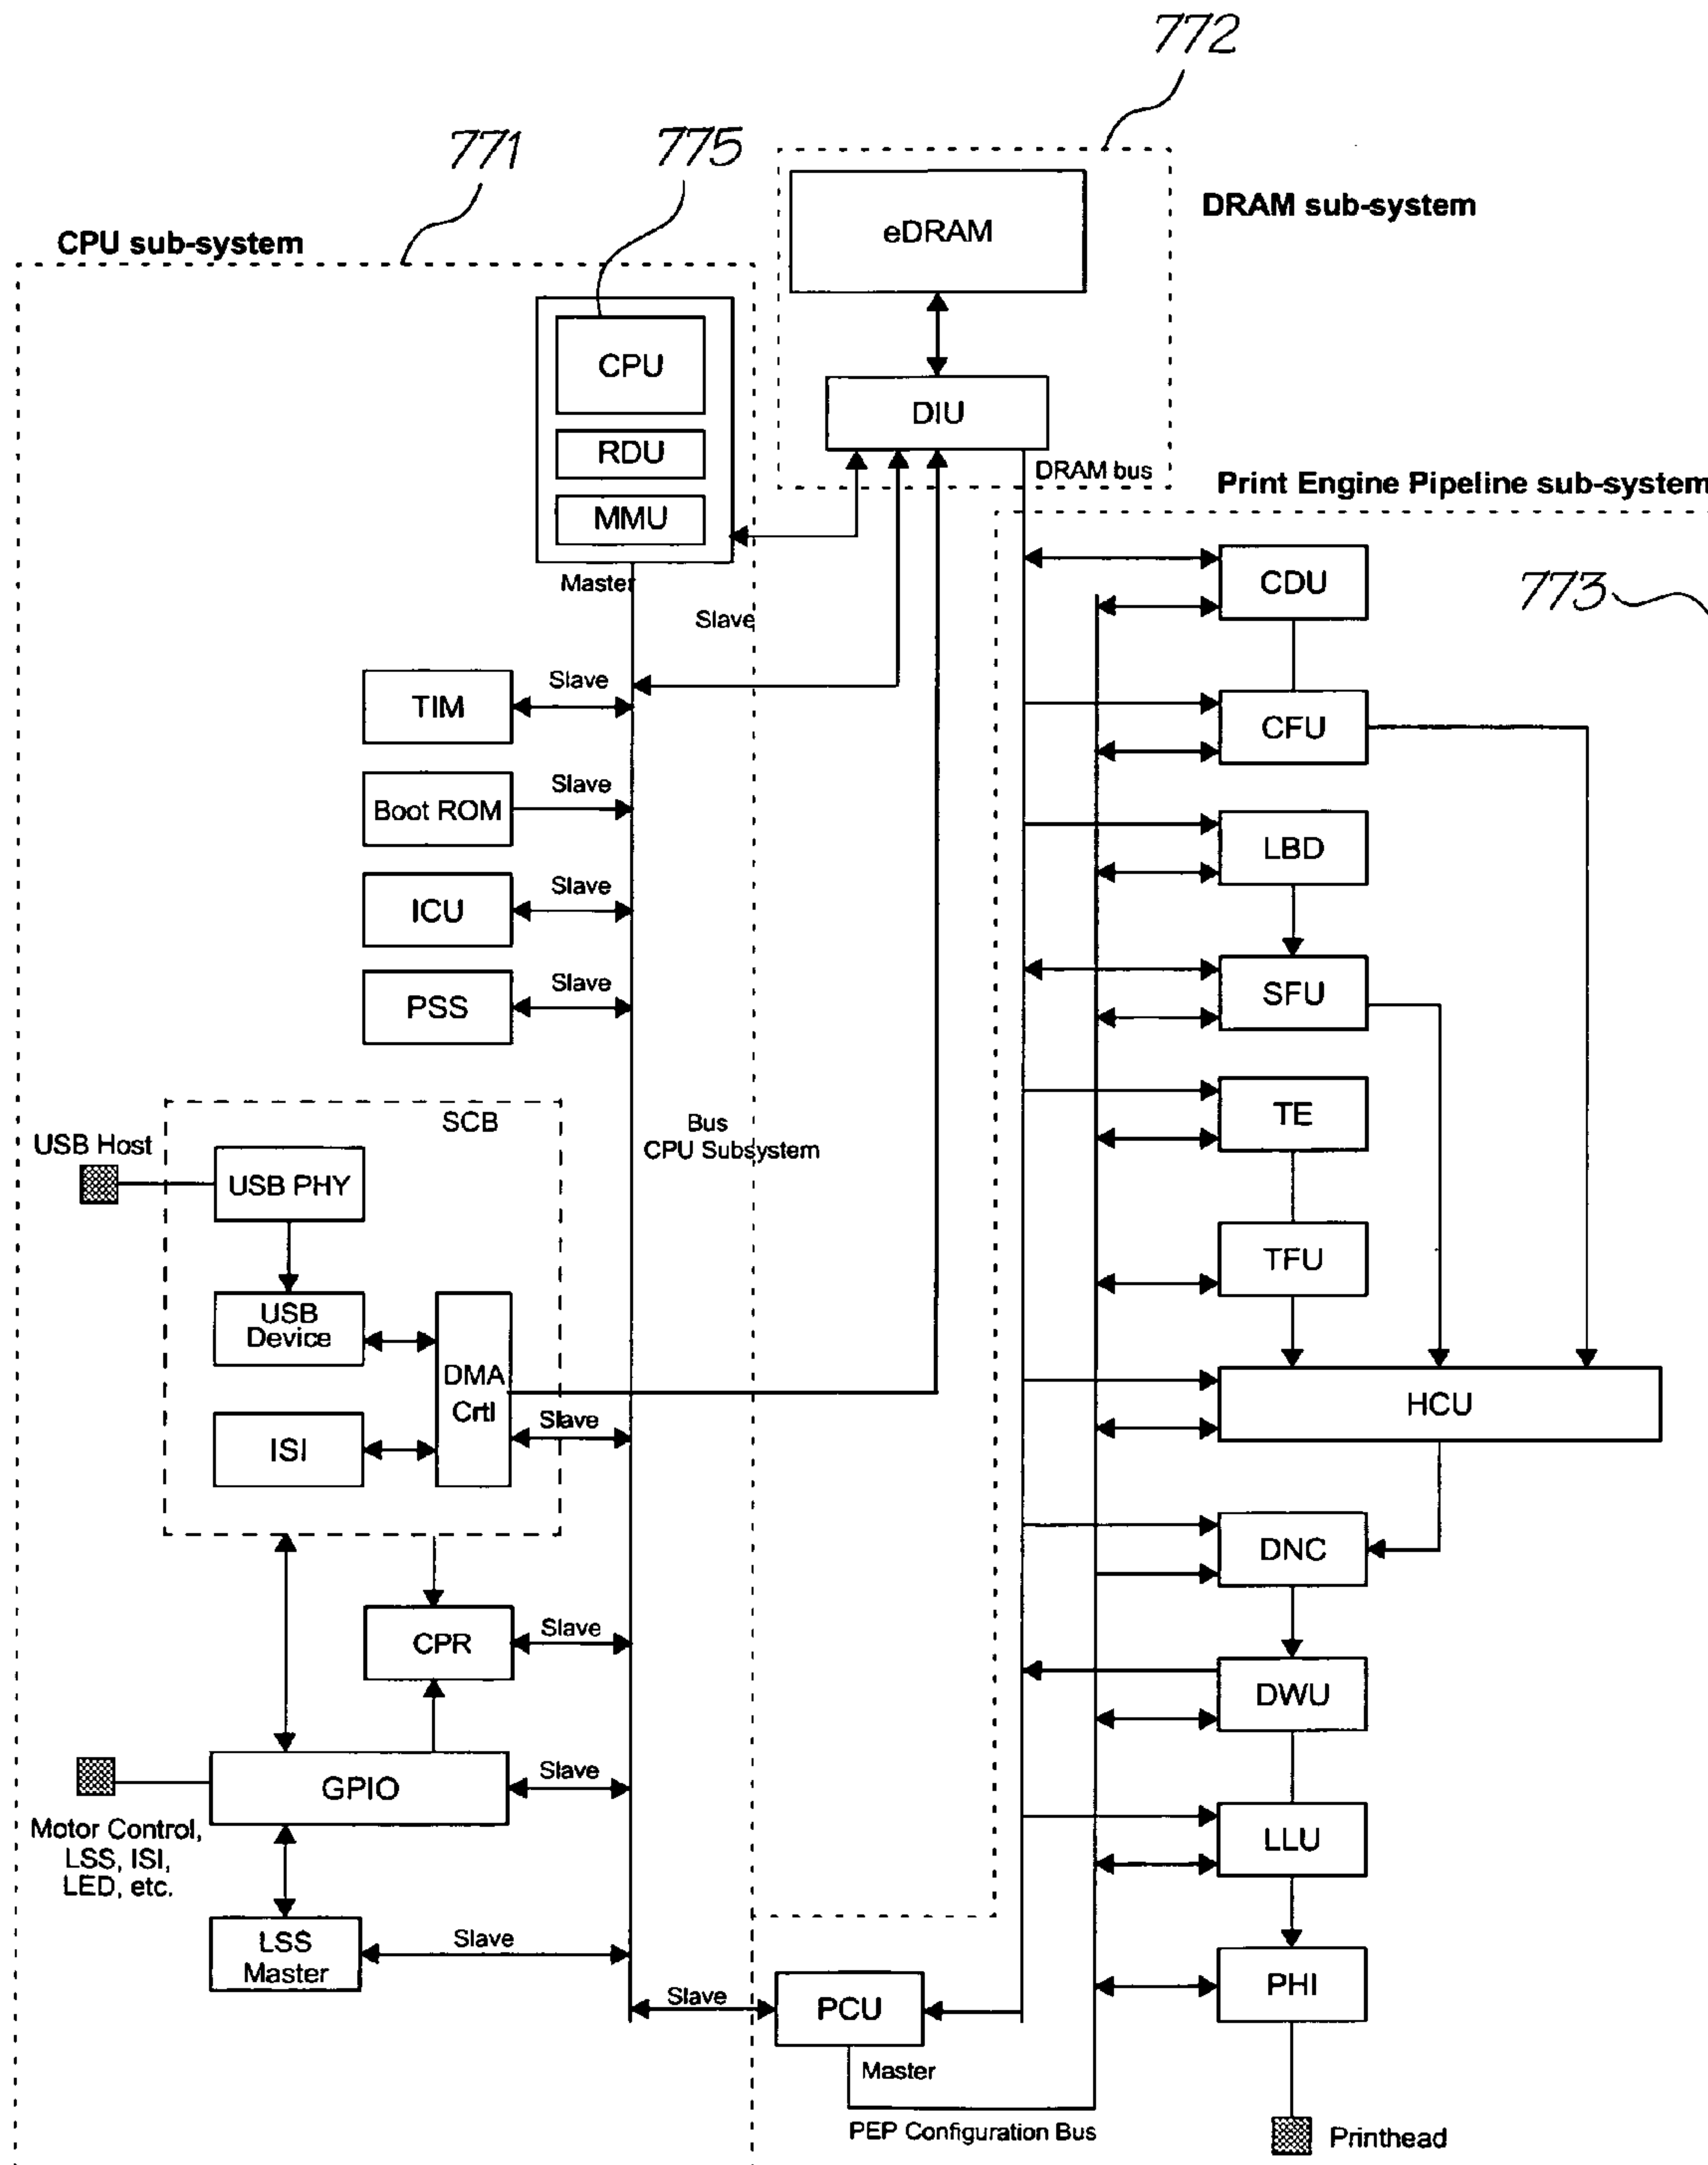 772
771
775
DRAM sub-system
CPU sub-system
eDRAM
CPU
DIU
RDU
DRAM bus
Print Engine Pipeline sub-system
MMU
Master
CDU
773
Slave
TIM
Slave
CFU
Boot ROM
Slave
LBD
ICU
Slave
PSS
Slave
SFU
SCB
TE
USB Host
Bus
CPU Subsystem
USB PHY
TFU
USB
Device
DMA
Crtl
HCU
Slave
ISI
DNC
CPR
Slave
DWU
GPIO
Slave
Motor Control,
LSS, ISI,
LED, etc.
LLU
LSS
Master
Slave
PHI
Slave
PCU
Master
PEP Configuration Bus
Printhead